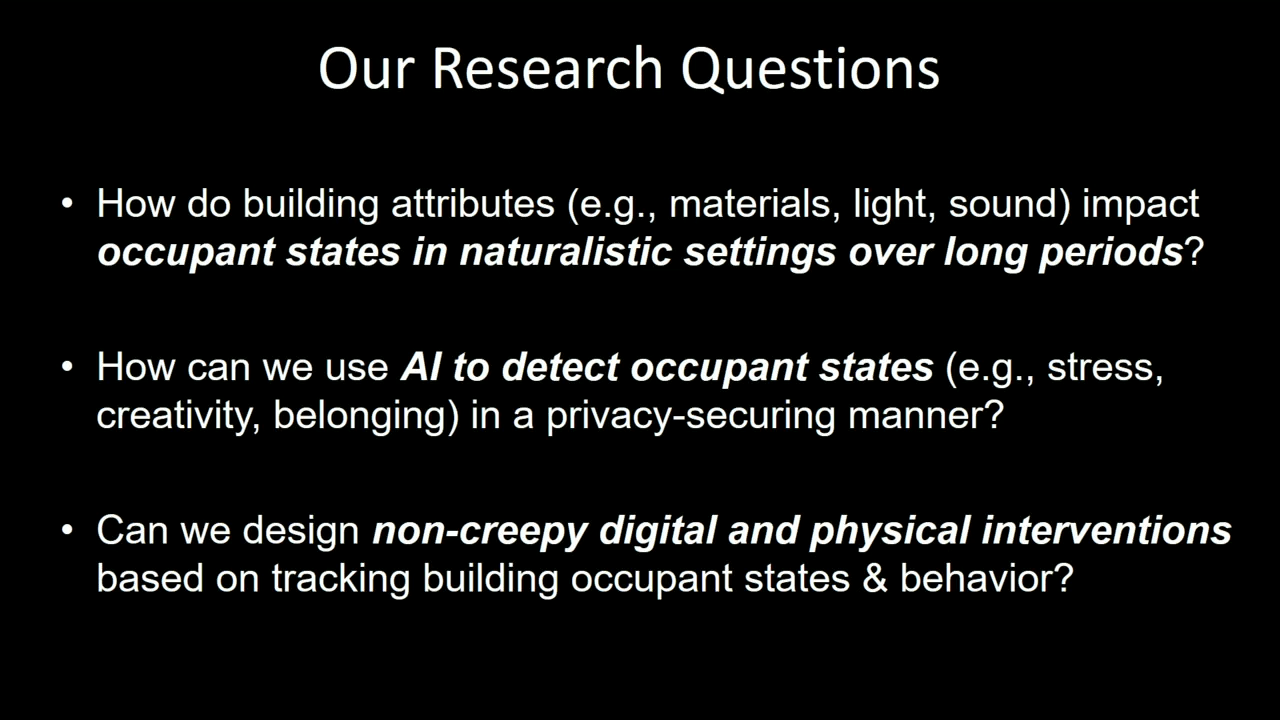 Our Research Questions
• How do building attributes (e.g., materials, light, sound) impact
occupant states in naturalistic settings over long periods?
• How can we use AI to detect occupant states (e.g., stress,
creativity, belonging) in a privacy-securing manner?
• Can we design non-creepy digital and physical interventions
based on tracking building occupant states & behavior?